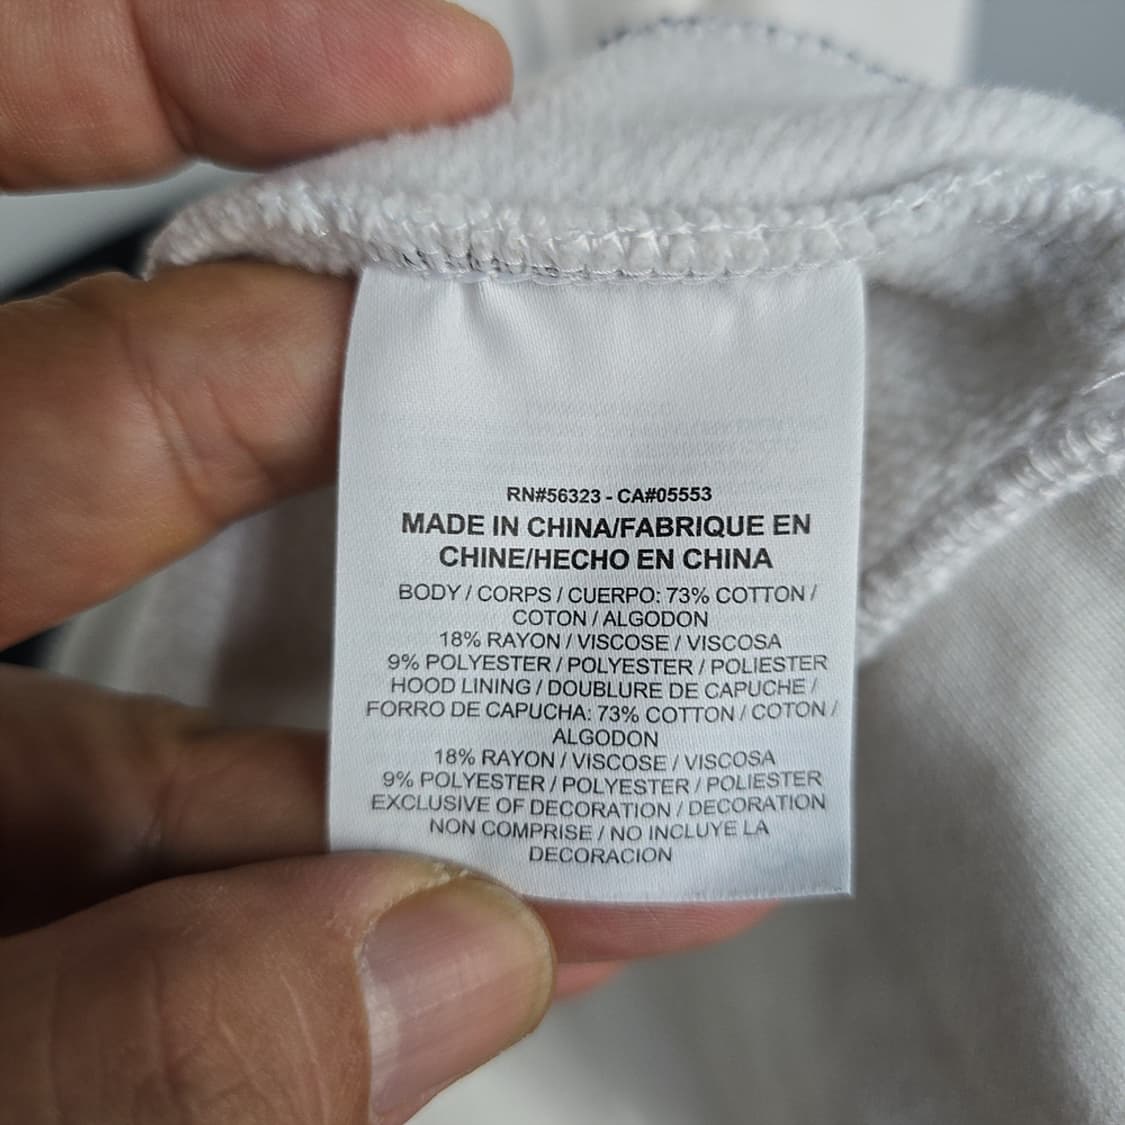 RN#56323 - CA#05553
MADE IN CHINA/FABRIQUE EN
CHINE/HECHO EN CHINA
BODY / CORPS / CUERPO: 73% COTTON /
COTON / ALGODON
18% RAYON / VISCOSE / VISCOSA
9% POLYESTER / POLYESTER / POLIESTER
HOOD LINING / DOUBLURE DE CAPUCHE /
FORRO DE CAPUCHA: 73% COTTON / COTON /
ALGODON
18% RAYON / VISCOSE / VISCOSA
9% POLYESTER / POLYESTER / POLIESTER
EXCLUSIVE OF DECORATION / DECORATION
NON COMPRISE / NO INCLUYE LA
DECORACION